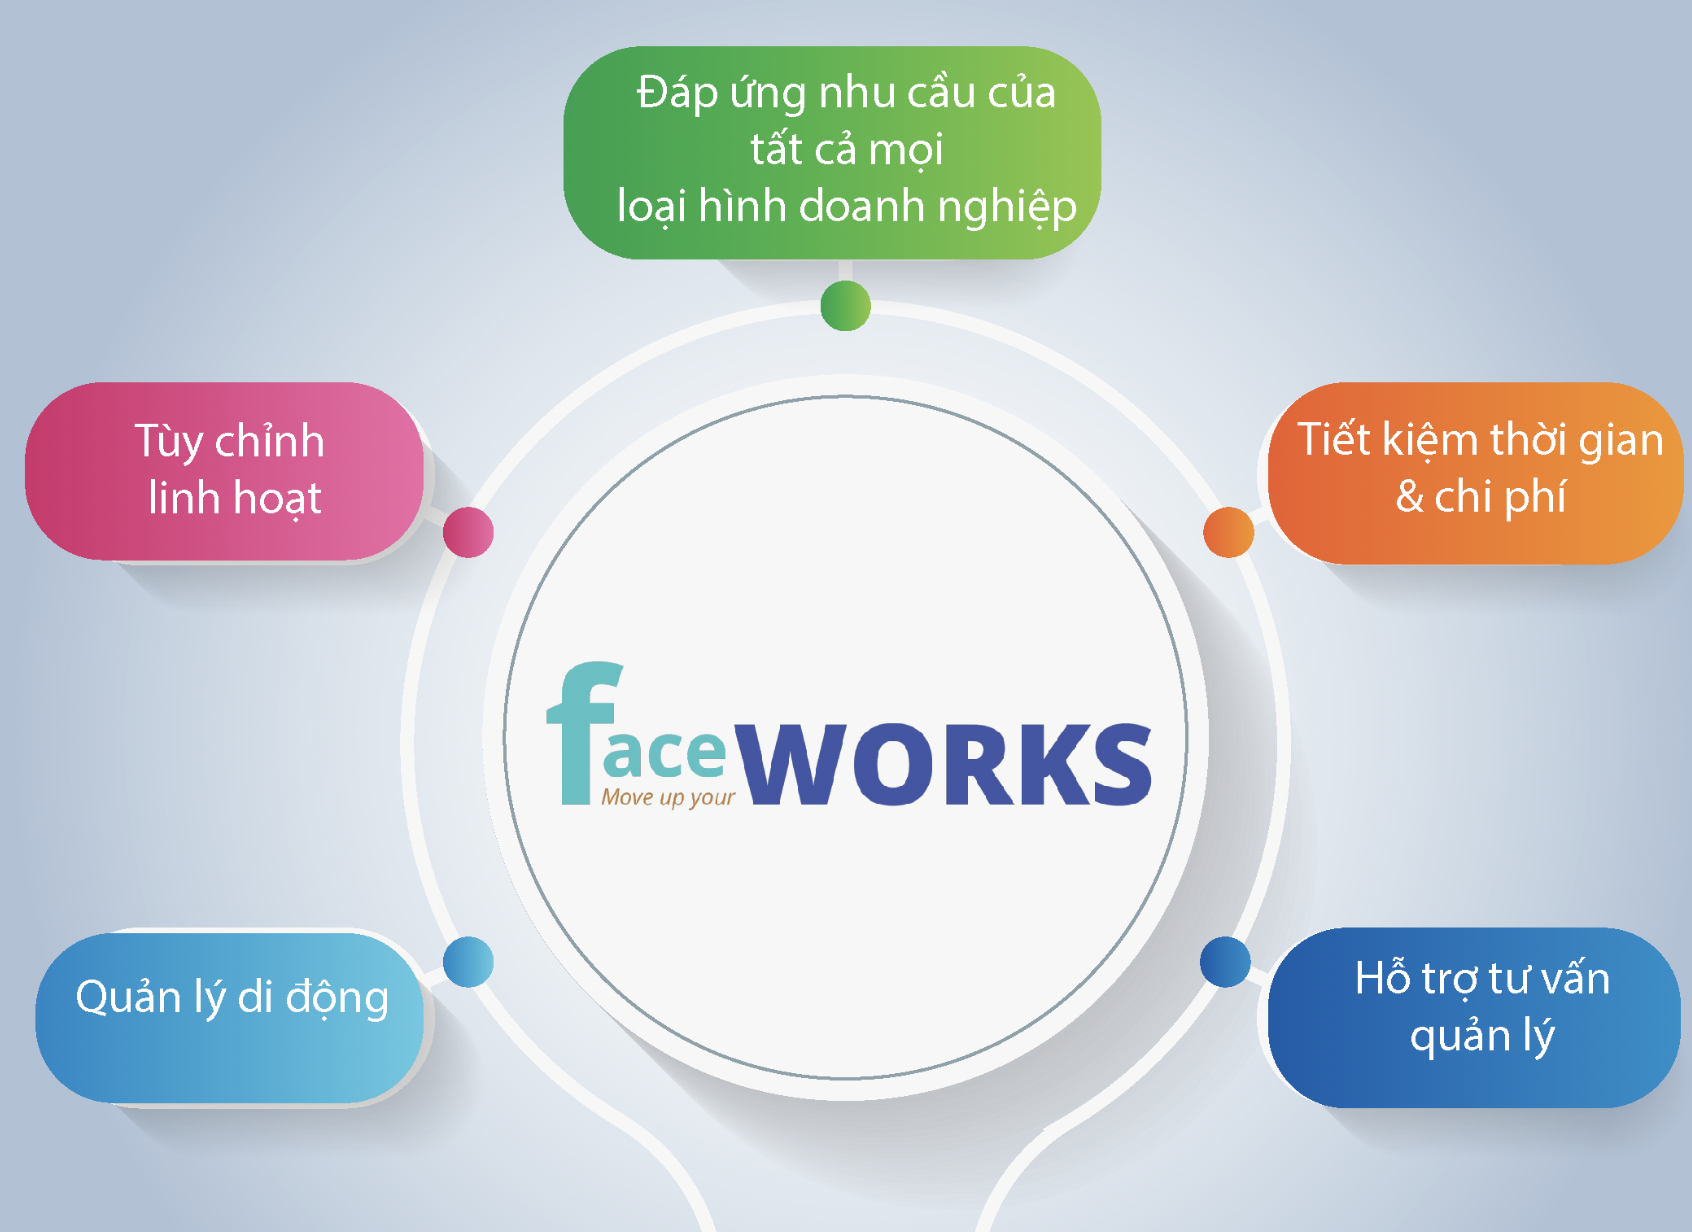 Đáp ứng nhu cầu của
tất cả mọi
loại hình doanh nghiệp
Tùy chỉnh
linh hoạt
Tiết kiệm thời gian
& chi phí
faceWORKS
Move up your
Quản lý di động
Hỗ trợ tư vấn
quản lý